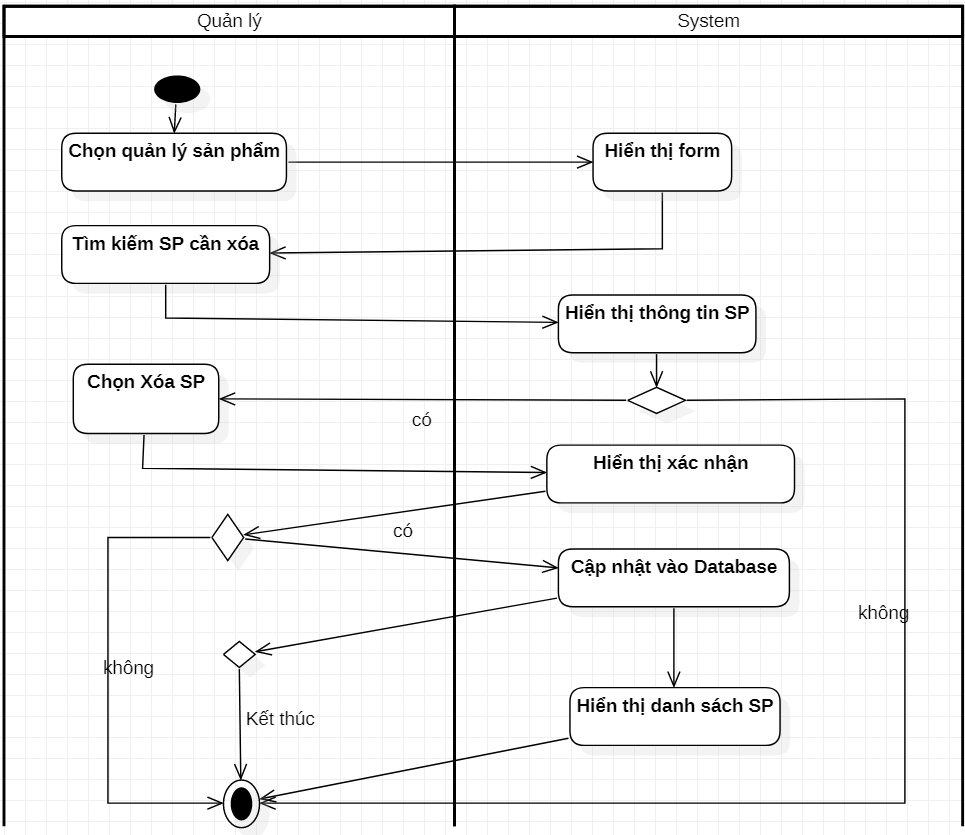 Quản lý
System
Chọn quản lý sản phẩm
Hiển thị form
Tìm kiếm SP cần xóa
Hiển thị thông tin SP
Chọn Xóa SP
có
Hiển thị xác nhận
có
Cập nhật vào Database
không
không
Hiển thị danh sách SP
Kết thúc